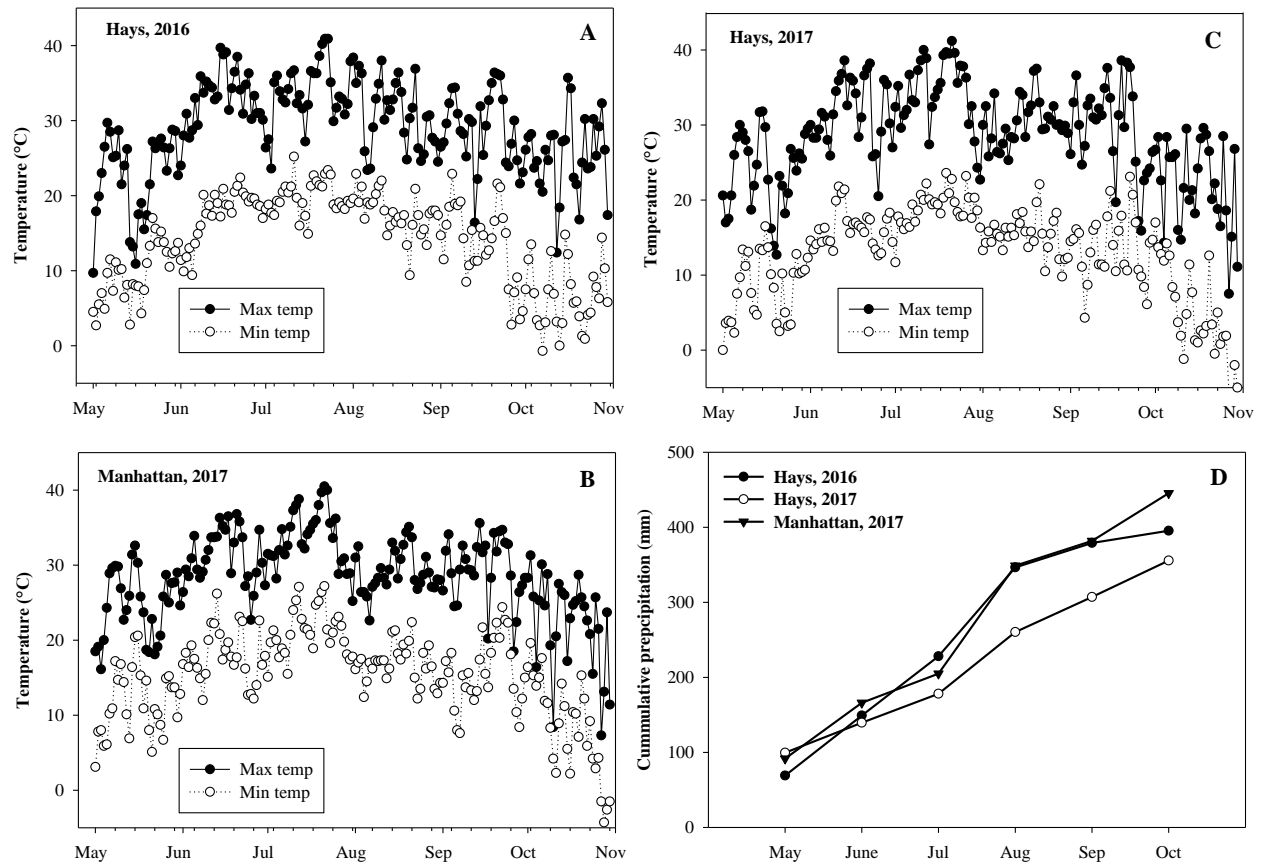 Hays, 2016
A
Temperature (°C)
40
30
20
10
0
Max temp
Min temp
May
Jun
Jul
Aug
Sep
Oct
Nov
Hays, 2017
C
Temperature (°C)
40
30
20
10
0
Max temp
Min temp
May
Jun
Jul
Aug
Sep
Oct
Nov
Manhattan, 2017
B
Temperature (°C)
40
30
20
10
0
Max temp
Min temp
May
Jun
Jul
Aug
Sep
Oct
Nov
Hays, 2016
Hays, 2017
Manhattan, 2017
D
Cummulative prepcipitation (mm)
500
400
300
200
100
0
May
June
Jul
Aug
Sep
Oct